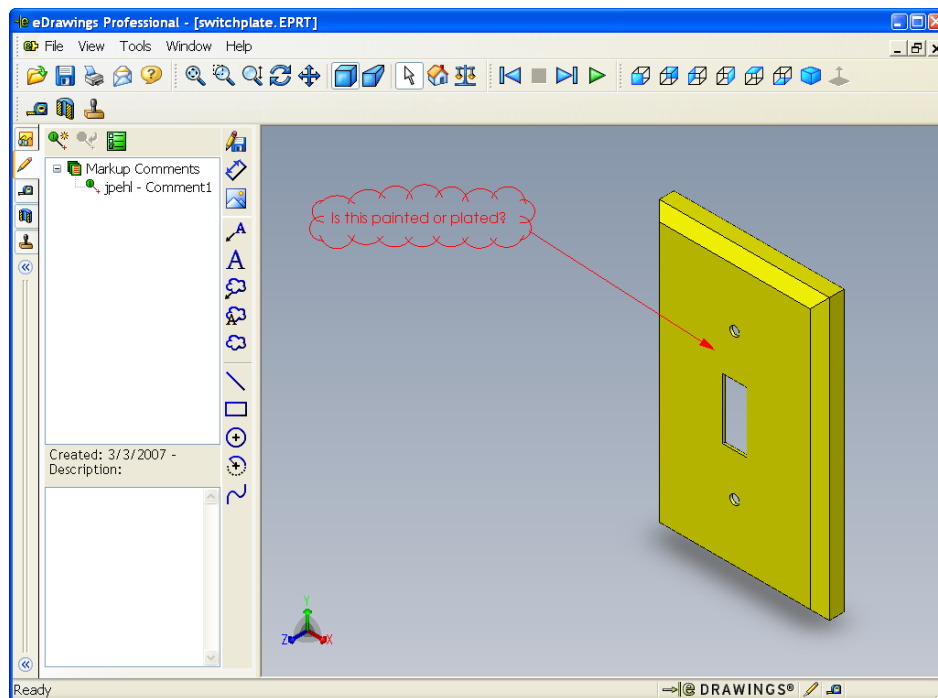 eDrawings Professional - [switchplate.EPRT]
File View Tools Window Help
Markup Comments
jpehl - Comment1
Is this painted or plated?
A
A
A
Created: 3/3/2007 -
Description:
Y
Z X
Ready
e DRAWINGS®